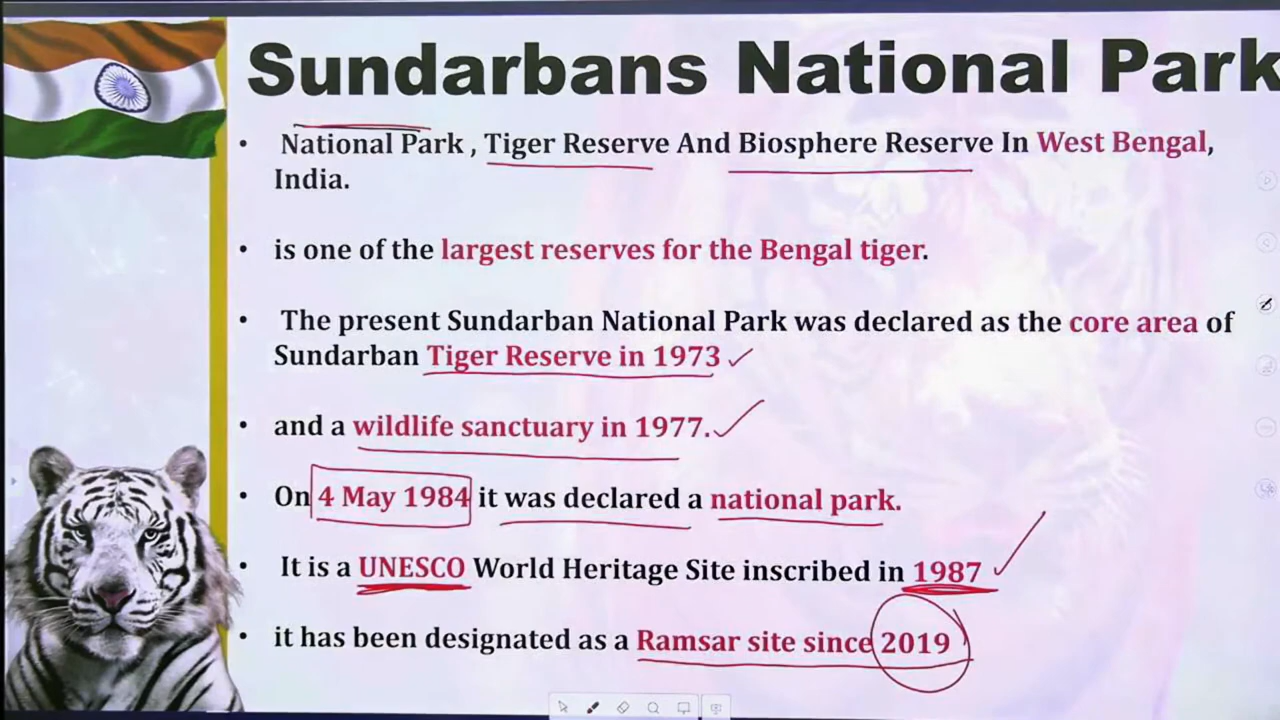 Sundarbans National Park
• National Park , Tiger Reserve And Biosphere Reserve In West Bengal,
India.
• is one of the largest reserves for the Bengal tiger.
• The present Sundarban National Park was declared as the core area of
Sundarban Tiger Reserve in 1973
• and a wildlife sanctuary in 1977.
• On 4 May 1984 it was declared a national park.
• It is a UNESCO World Heritage Site inscribed in 1987
• it has been designated as a Ramsar site since 2019